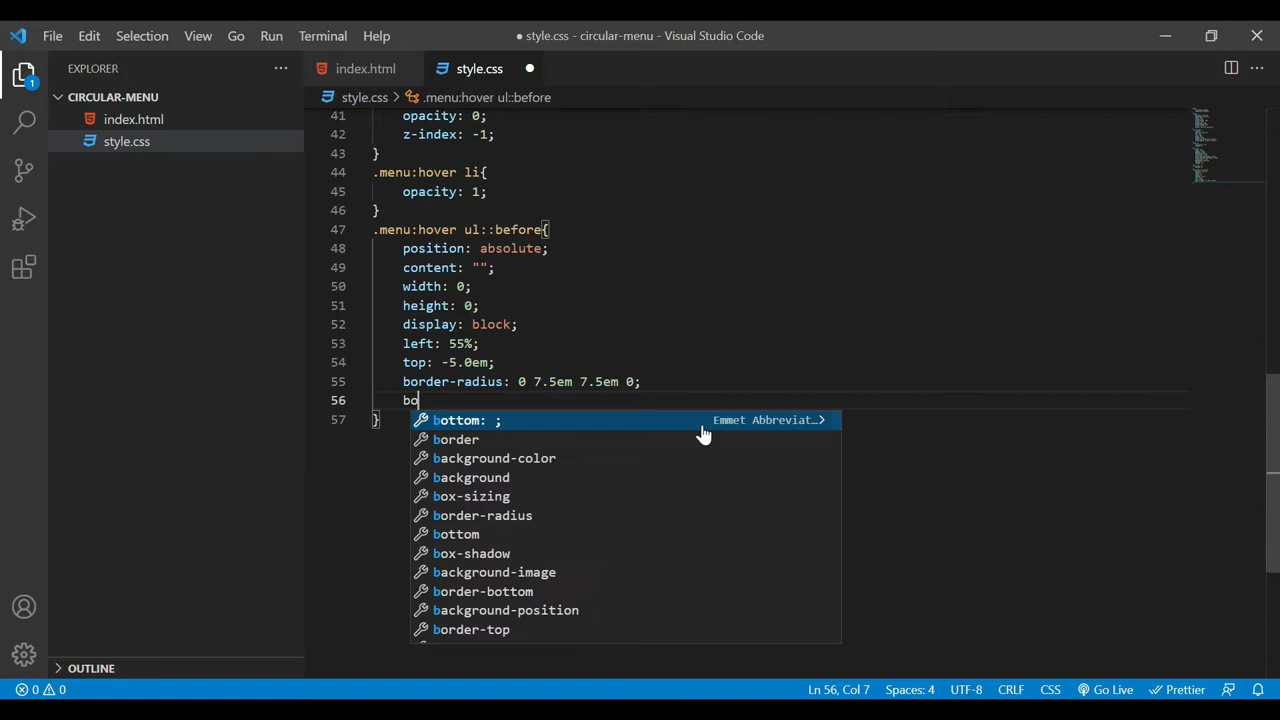 File Edit Selection View Go Run Terminal Help
● style.css - circular-menu - Visual Studio Code
EXPLORER
CIRCULAR-MENU
index.html
style.css
OUTLINE
1
index.html style.css
style.css > .menu:hover ul::before
41 opacity: 0;
42 z-index: -1;
43 }
44 .menu:hover li{
45 opacity: 1;
46 }
47 .menu:hover ul::before{
48 position: absolute;
49 content: "";
50 width: 0;
51 height: 0;
52 display: block;
53 left: 55%;
54 top: -5.0em;
55 border-radius: 0 7.5em 7.5em 0;
56 bo
57 }
bottom: ; Emmet Abbreviat…>
border
background-color
background
box-sizing
border-radius
bottom
box-shadow
background-image
border-bottom
background-position
border-top
0 0 Ln 56, Col 7 Spaces: 4 UTF-8 CRLF CSS Go Live Prettier